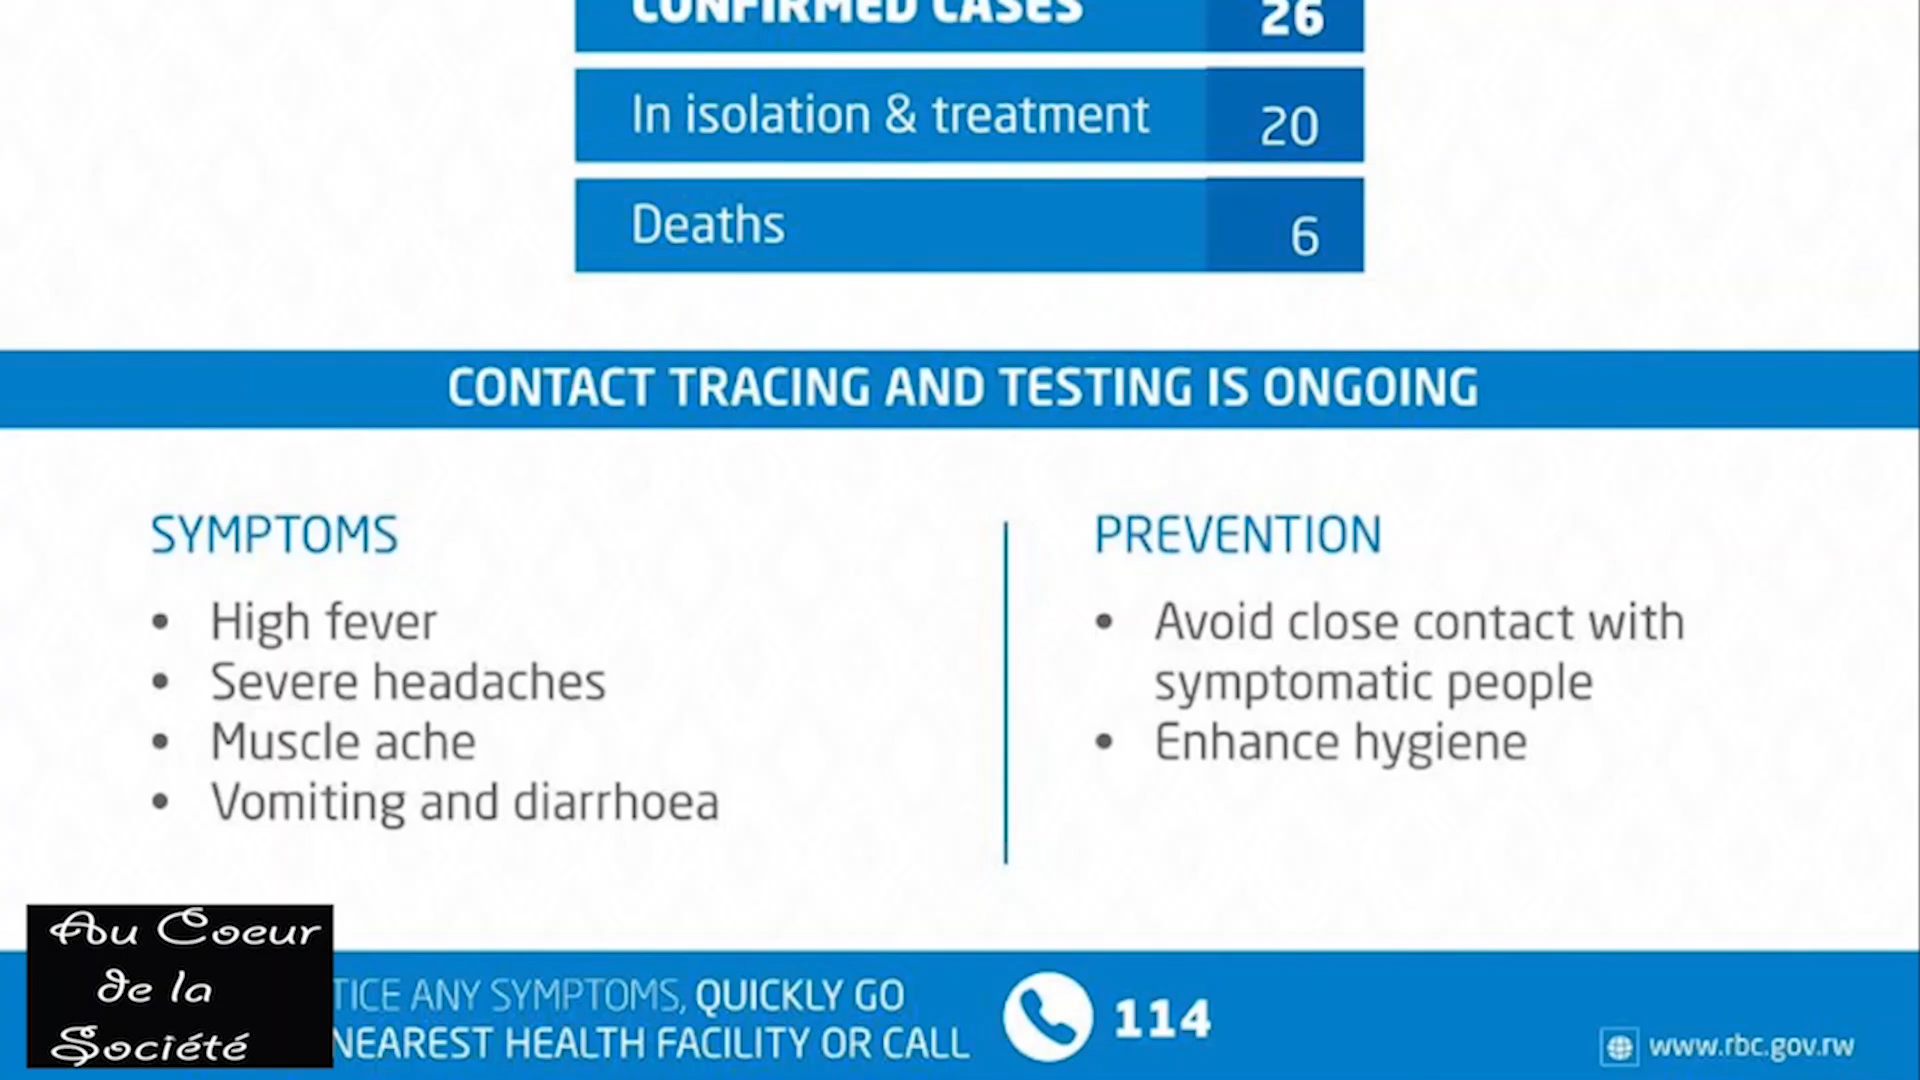 CONFIRMED CASES 26
In isolation & treatment 20
Deaths 6
CONTACT TRACING AND TESTING IS ONGOING
SYMPTOMS
• High fever
• Severe headaches
• Muscle ache
• Vomiting and diarrhoea
PREVENTION
• Avoid close contact with
symptomatic people
• Enhance hygiene
Au Coeur
de la
Société
TICE ANY SYMPTOMS, QUICKLY GO
NEAREST HEALTH FACILITY OR CALL
114
www.rbc.gov.rw